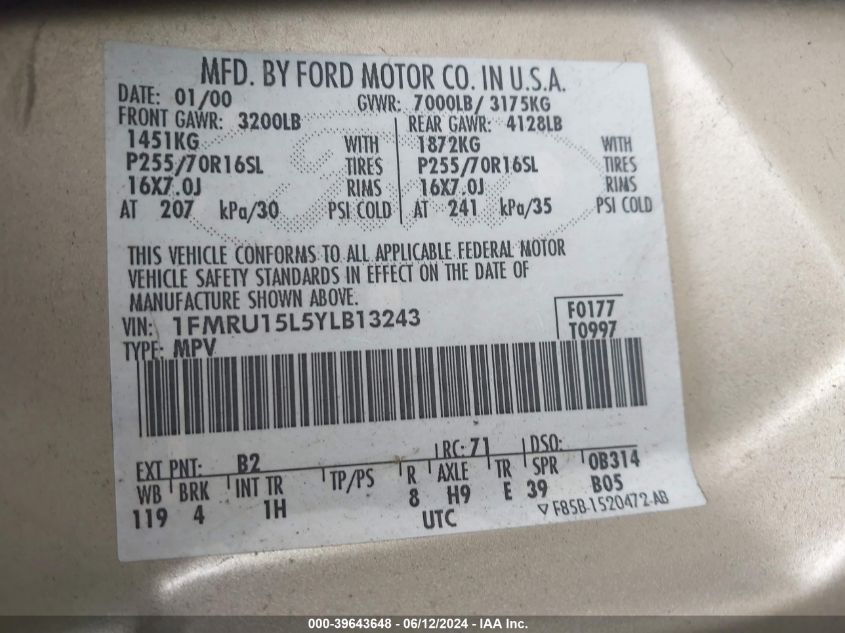 MFD. BY FORD MOTOR CO. IN U.S.A.
DATE: 01/00 GVWR: 7000LB/ 3175KG
FRONT GAWR: 3200LB REAR GAWR: 4128LB
1451KG WITH 1872KG WITH
P255/70R16SL TIRES P255/70R16SL TIRES
16X7.0J RIMS 16X7.0J RIMS
AT 207 kPa/30 PSI COLD AT 241 kPa/35 PSI COLD
THIS VEHICLE CONFORMS TO ALL APPLICABLE FEDERAL MOTOR
VEHICLE SAFETY STANDARDS IN EFFECT ON THE DATE OF
MANUFACTURE SHOWN ABOVE.
VIN: 1FMRU15L5YLB13243 F0177
TYPE: MPV T0997
EXT PNT: B2 RC: 71 DSO:
WB BRK INT TR TP/PS R AXLE TR SPR 0B314
119 4 1H 8 H9 E 39 B05
UTC F85B-1520472-AB
000-39643648 - 06/12/2024 - IAA Inc.